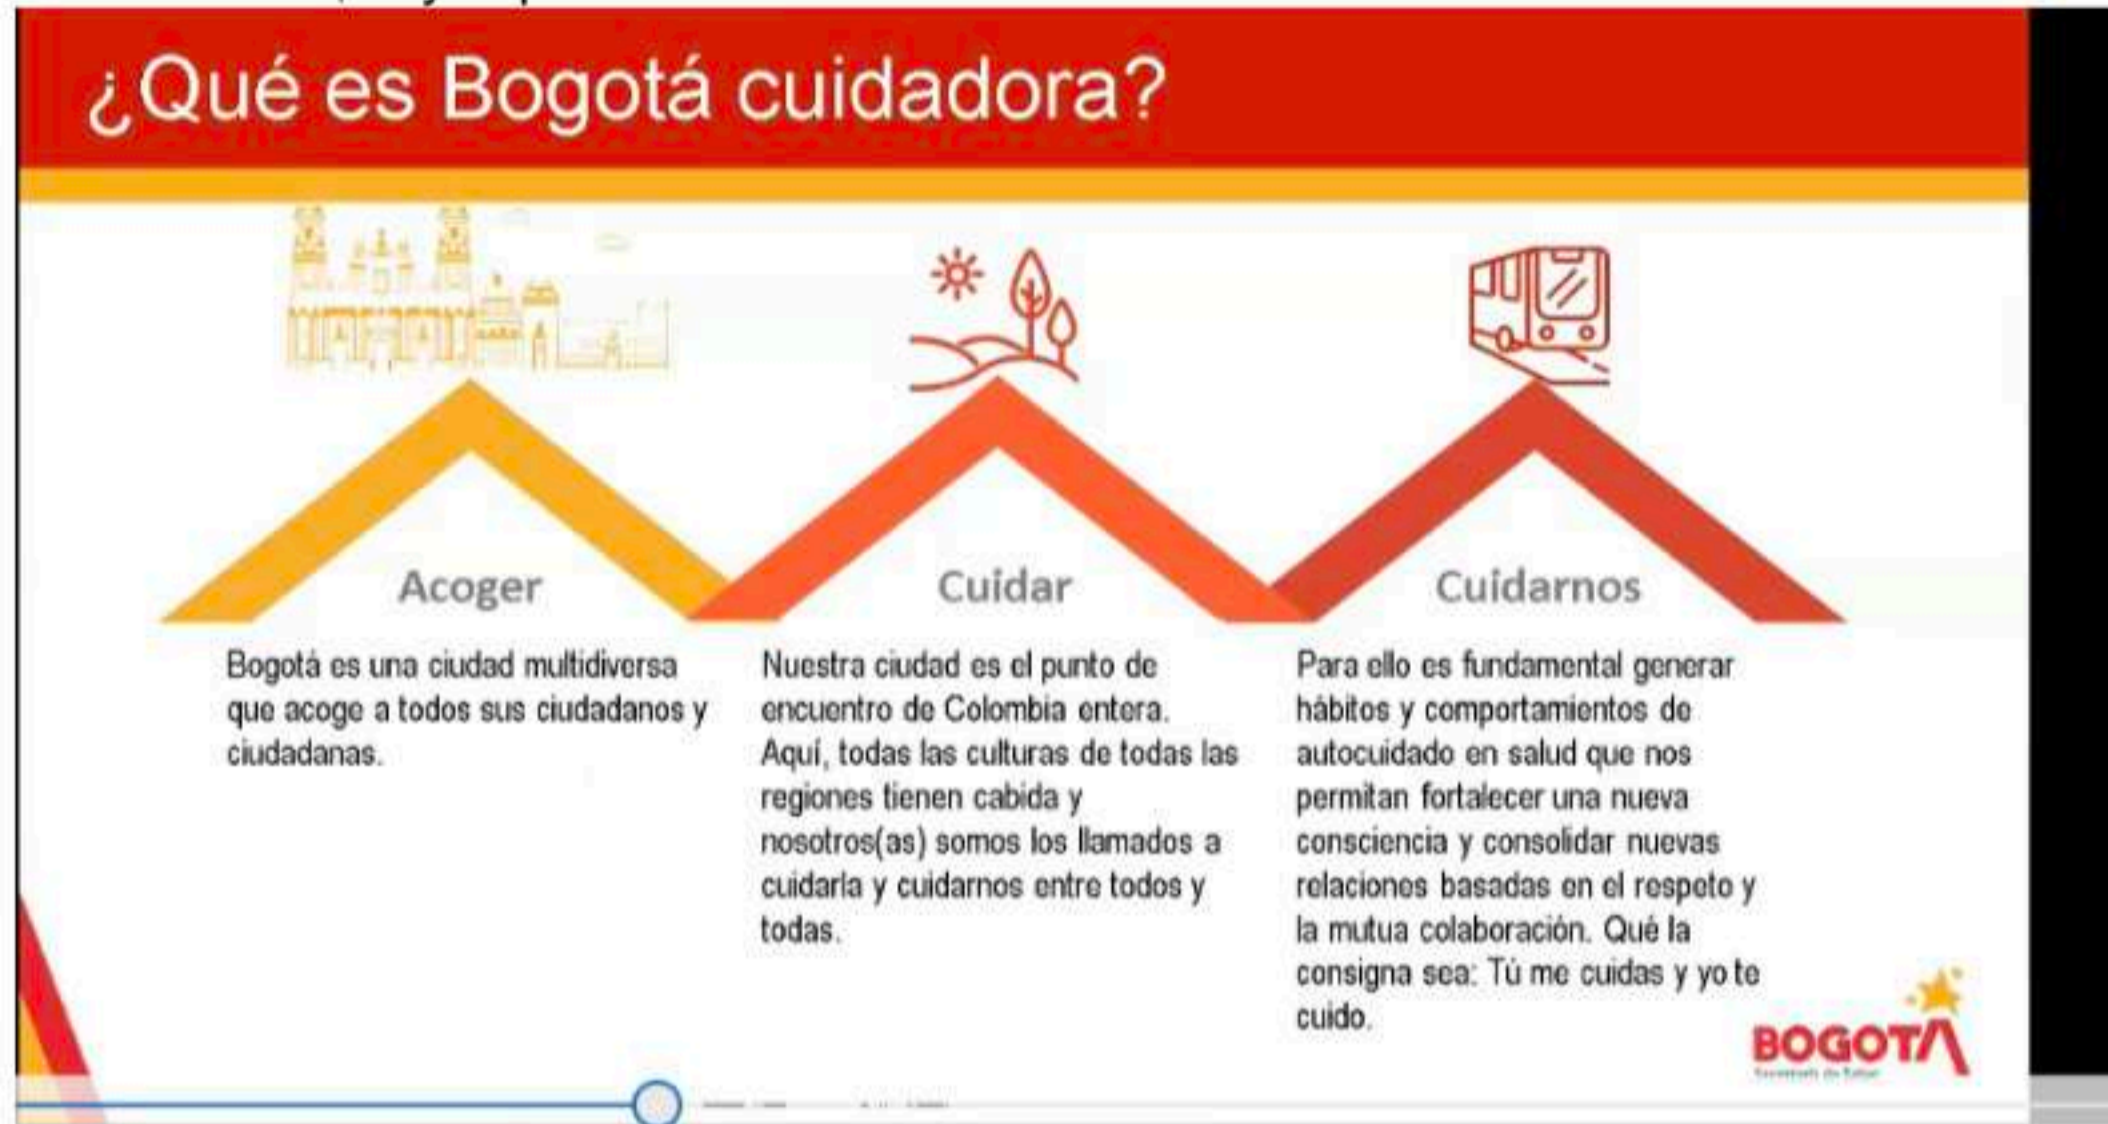 ¿Qué es Bogotá cuidadora?
Acoger
Bogotá es una ciudad multidiversa
que acoge a todos sus ciudadanos y
ciudadanas.
Cuidar
Nuestra ciudad es el punto de
encuentro de Colombia entera.
Aquí, todas las culturas de todas las
regiones tienen cabida y
nosotros(as) somos los llamados a
cuidarla y cuidarnos entre todos y
todas.
Cuidarnos
Para ello es fundamental generar
hábitos y comportamientos de
autocuidado en salud que nos
permitan fortalecer una nueva
consciencia y consolidar nuevas
relaciones basadas en el respeto y
la mutua colaboración. Qué la
consigna sea: Tú me cuidas y yo te
cuido.
BOGOTÁ